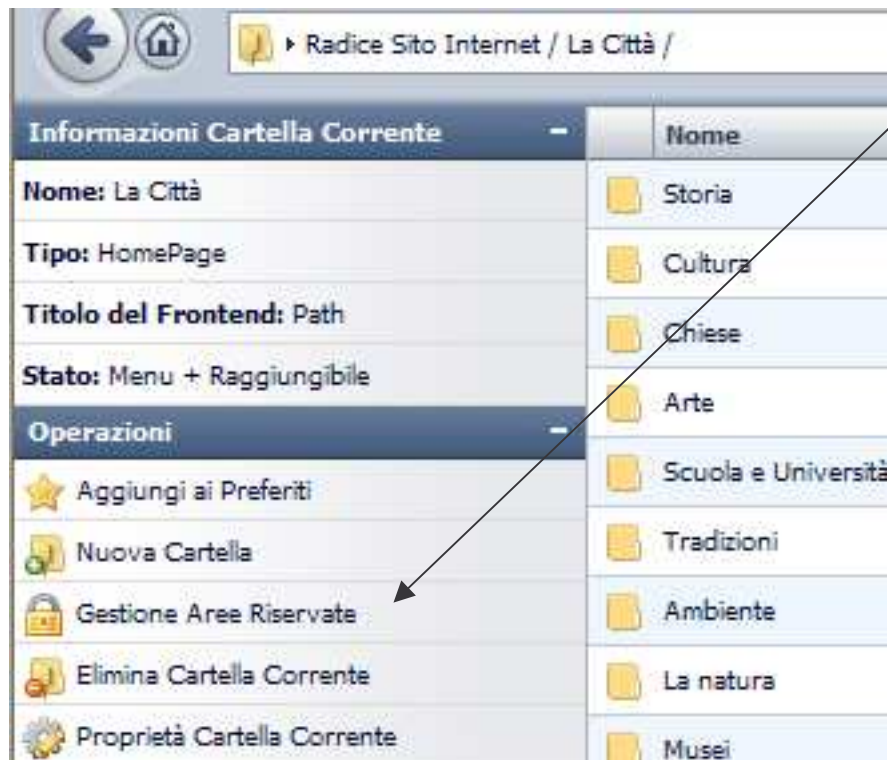 Radice Sito Internet / La Città /
Informazioni Cartella Corrente
Nome: La Città
Tipo: HomePage
Titolo del Frontend: Path
Stato: Menu + Raggiungibile
Operazioni
Aggiungi ai Preferiti
Nuova Cartella
Gestione Aree Riservate
Elimina Cartella Corrente
Proprietà Cartella Corrente
Nome
Storia
Cultura
Chiese
Arte
Scuola e Università
Tradizioni
Ambiente
La natura
Musei